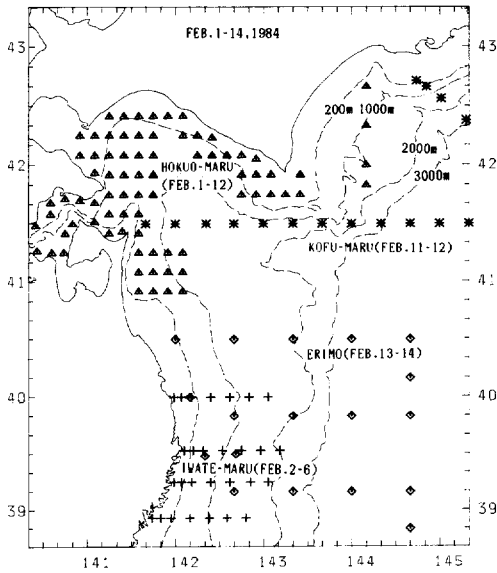 FEB.1-14,1984
43
43
200m 1000m
42
2000m
42
HOKUO-MARU
(FEB.1-12)
3000m
41
KOFU-MARU(FEB.11-12)
41
ERIMO(FEB.13-14)
40
40
IWATE-MARU(FEB.2-6)
39
39
141
142
143
144
145